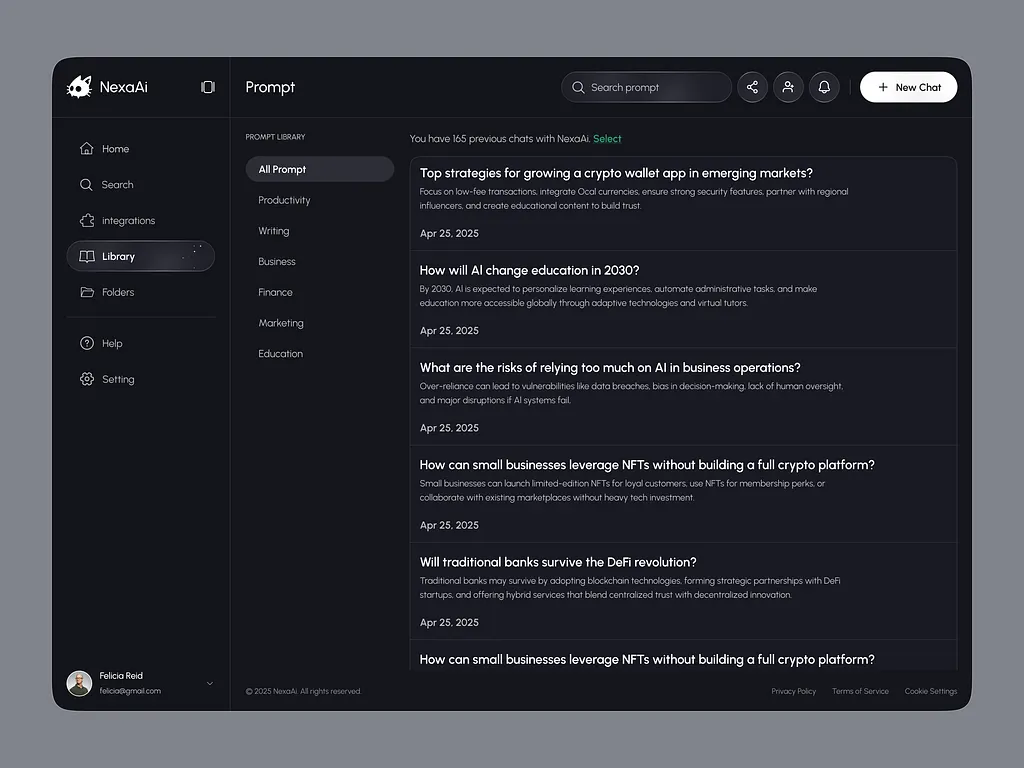 NexaAi
Prompt
Search prompt
New Chat
Home
Search
integrations
Library
Folders
Help
Setting
Felicia Reid
felicia@gmail.com
PROMPT LIBRARY
All Prompt
Productivity
Writing
Business
Finance
Marketing
Education
You have 165 previous chats with NexaAi. Select
Top strategies for growing a crypto wallet app in emerging markets?
Focus on low-fee transactions, integrate Ocal currencies, ensure strong security features, partner with regional
influencers, and create educational content to build trust.
Apr 25, 2025
How will AI change education in 2030?
By 2030, AI is expected to personalize learning experiences, automate administrative tasks, and make
education more accessible globally through adaptive technologies and virtual tutors.
Apr 25, 2025
What are the risks of relying too much on AI in business operations?
Over-reliance can lead to vulnerabilities like data breaches, bias in decision-making, lack of human oversight,
and major disruptions if AI systems fail.
Apr 25, 2025
How can small businesses leverage NFTs without building a full crypto platform?
Small businesses can launch limited-edition NFTs for loyal customers, use NFTs for membership perks, or
collaborate with existing marketplaces without heavy tech investment.
Apr 25, 2025
Will traditional banks survive the DeFi revolution?
Traditional banks may survive by adopting blockchain technologies, forming strategic partnerships with DeFi
startups, and offering hybrid services that blend centralized trust with decentralized innovation.
Apr 25, 2025
How can small businesses leverage NFTs without building a full crypto platform?
© 2025 NexaAi. All rights reserved.
Privacy Policy
Terms of Service
Cookie Settings